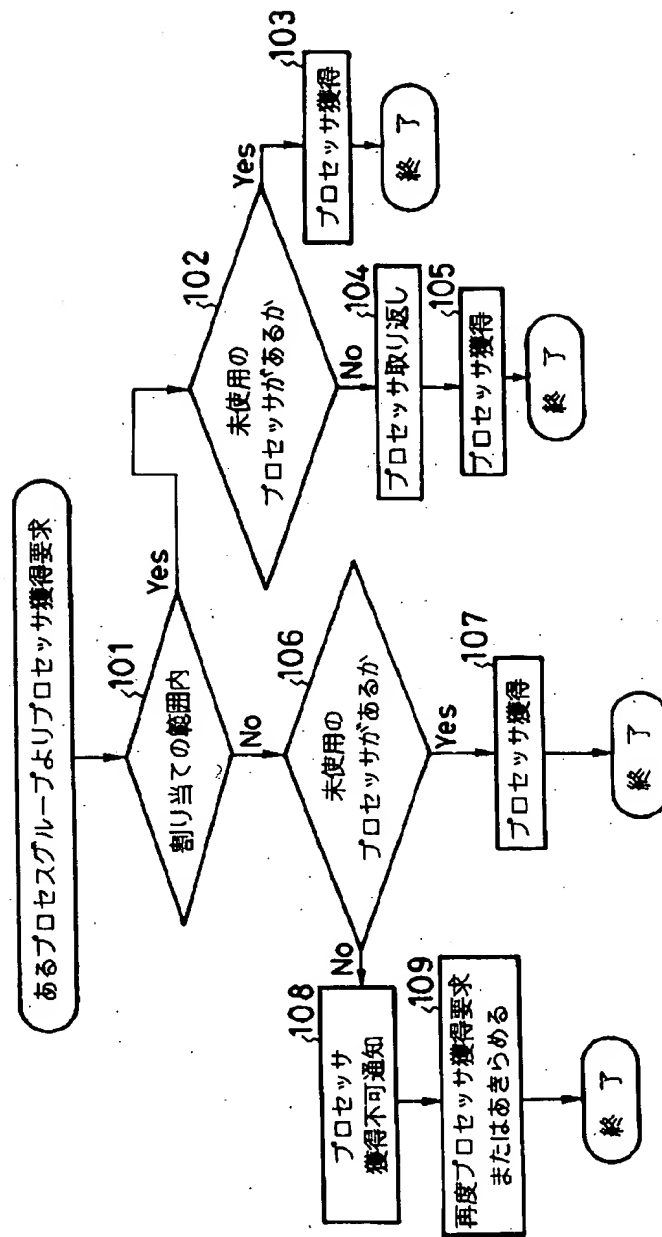 あるプロセスグループよりプロセッサ獲得要求
101
割り当ての範囲内
Yes
No
102
未使用の
プロセッサがあるか
Yes
No
103
プロセッサ獲得
終了
104
プロセッサ取り返し
105
プロセッサ獲得
終了
106
未使用の
プロセッサがあるか
Yes
No
107
プロセッサ獲得
終了
108
プロセッサ
獲得不可通知
109
再度プロセッサ獲得要求
またはあきらめる
終了